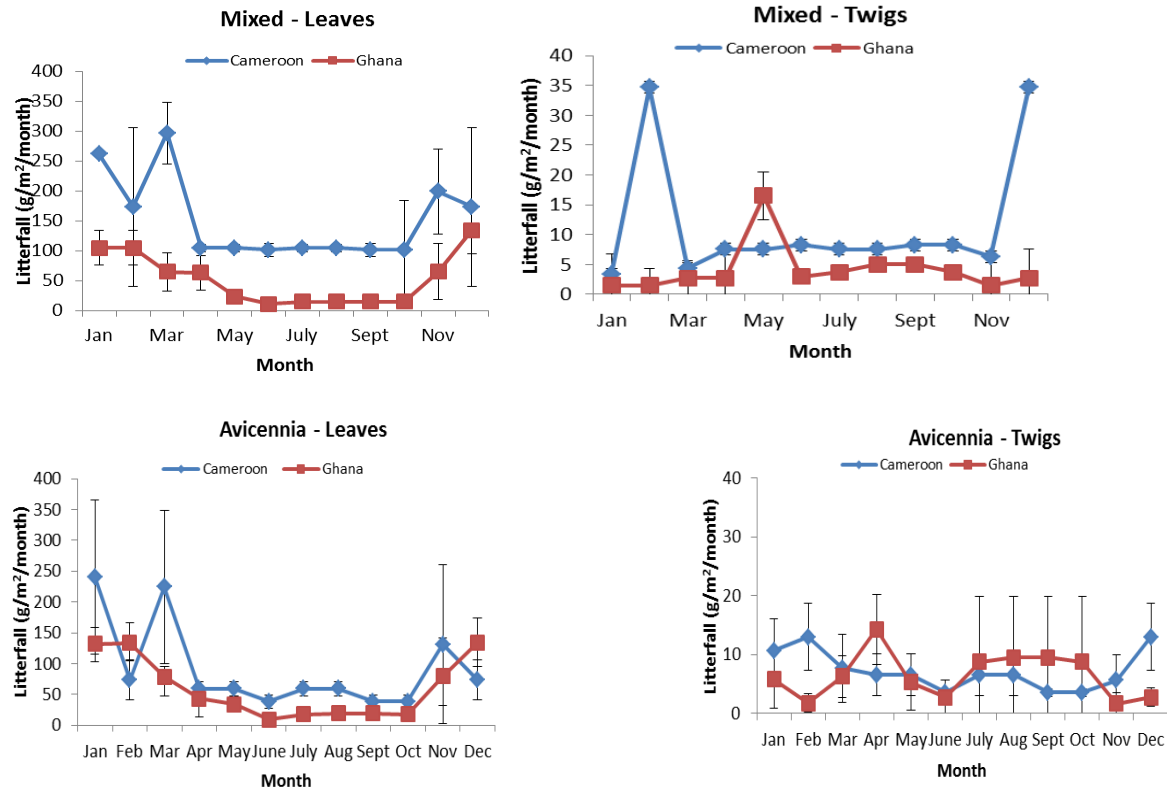 Mixed - Leaves
Cameroon Ghana
Litterfall (g/m²/month)
400
350
300
250
200
150
100
50
0
Jan Mar May July Sept Nov
Month
Mixed - Twigs
Cameroon Ghana
Litterfall (g/m²/month)
40
35
30
25
20
15
10
5
0
Jan Mar May July Sept Nov
Month
Avicennia - Leaves
Cameroon Ghana
Litterfall (g/m²/month)
400
350
300
250
200
150
100
50
0
Jan Feb Mar Apr May June July Aug Sept Oct Nov Dec
Month
Avicennia - Twigs
Cameroon Ghana
Litterfall (g/m²/month)
40
30
20
10
0
Jan Feb Mar Apr May June July Aug Sept Oct Nov Dec
Month